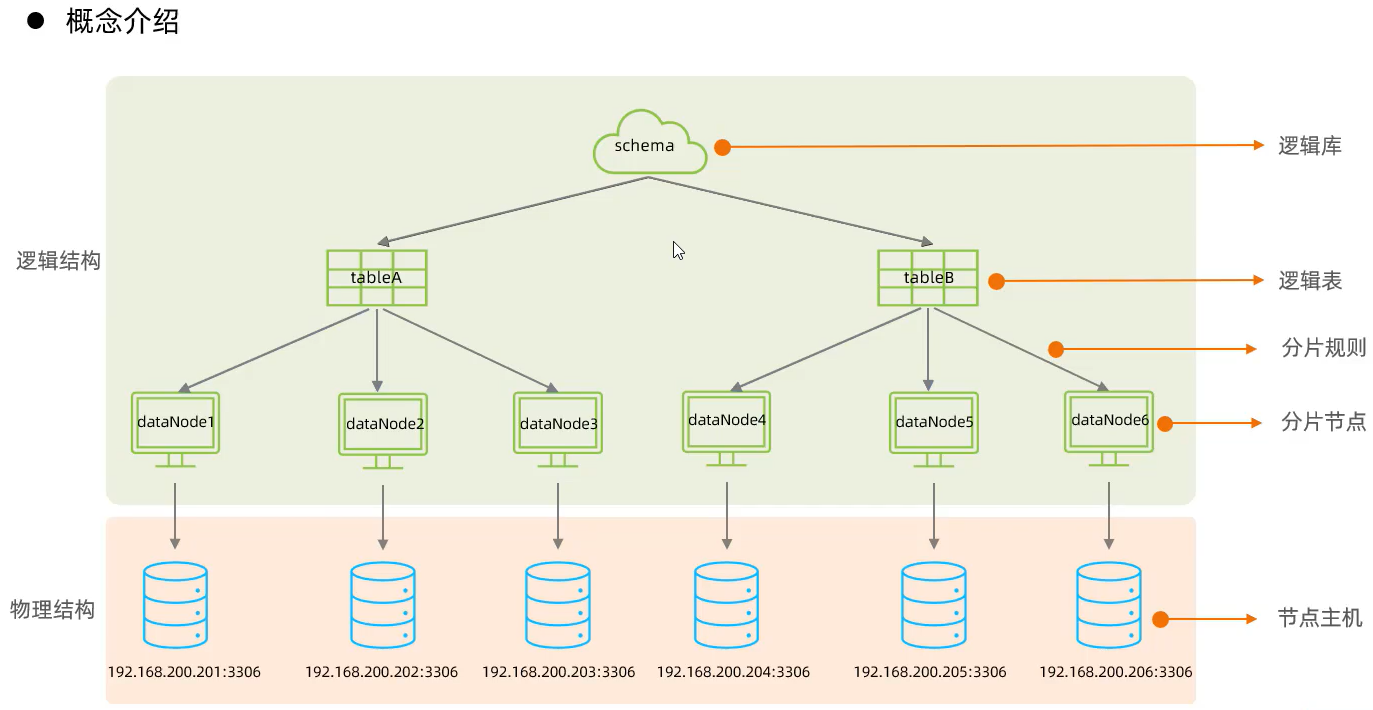 ● 概念介绍
schema
逻辑库
逻辑结构
tableA
tableB
逻辑表
分片规则
dataNode1
dataNode2
dataNode3
dataNode4
dataNode5
dataNode6
分片节点
物理结构
节点主机
192.168.200.201:3306
192.168.200.202:3306
192.168.200.203:3306
192.168.200.204:3306
192.168.200.205:3306
192.168.200.206:3306